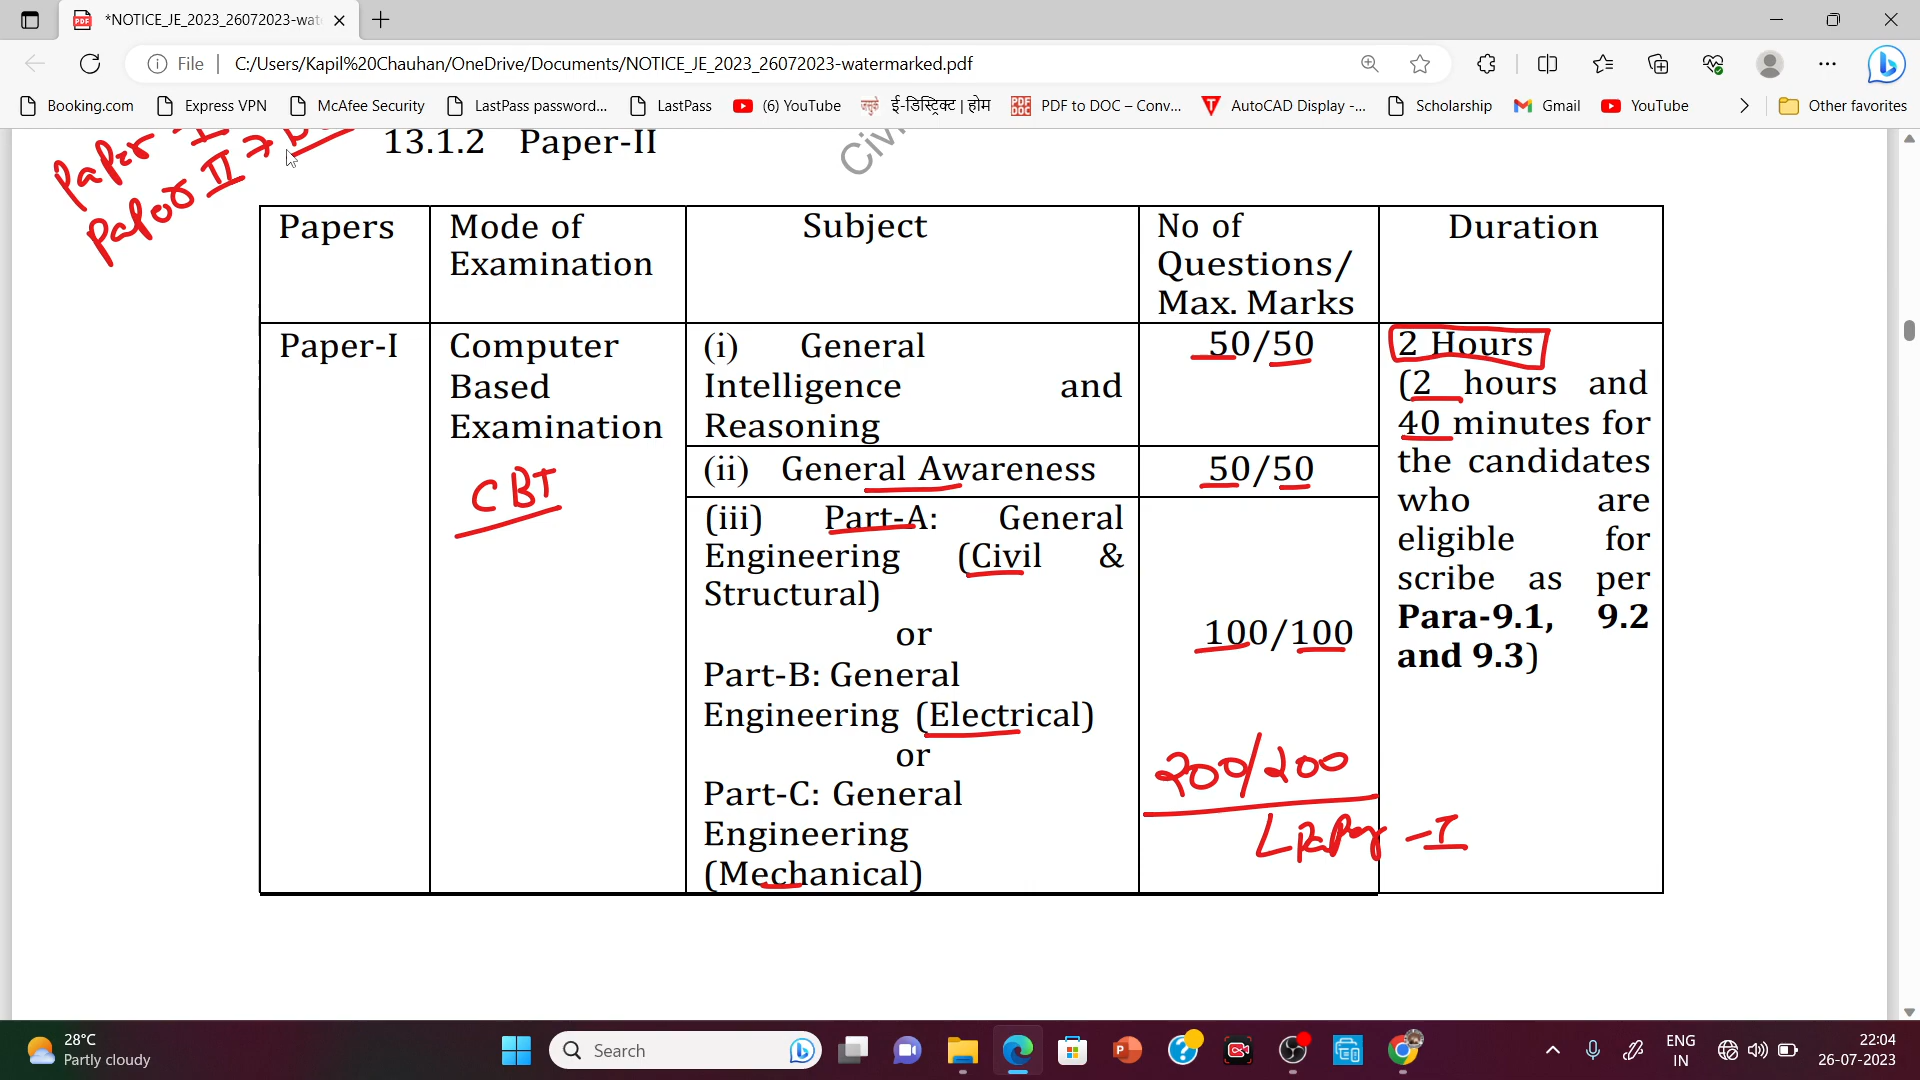 *NOTICE_JE_2023_26072023-wat
File
C:/Users/Kapil%20Chauhan/OneDrive/Documents/NOTICE_JE_2023_26072023-watermarked.pdf
Booking.com
Express VPN
McAfee Security
LastPass password...
LastPass
(6) YouTube
ई-डिस्ट्रिक्ट | होम
PDF to DOC – Conv...
AutoCAD Display -...
Scholarship
Gmail
YouTube
Other favorites
Paper - I
Paper II →
13.1.2 Paper-II
Civi
Papers
Mode of
Examination
Subject
No of
Questions/
Max. Marks
Duration
Paper-I
Computer
Based
Examination
CBT
(i) General
Intelligence and
Reasoning
50/50
(ii) General Awareness
50/50
(iii) Part-A: General
Engineering (Civil &
Structural)
or
Part-B: General
Engineering (Electrical)
or
Part-C: General
Engineering
(Mechanical)
100/100
200/200
Paper - I
2 Hours
(2 hours and
40 minutes for
the candidates
who are
eligible for
scribe as per
Para-9.1, 9.2
and 9.3)
28°C
Partly cloudy
Search
ENG
IN
22:04
26-07-2023